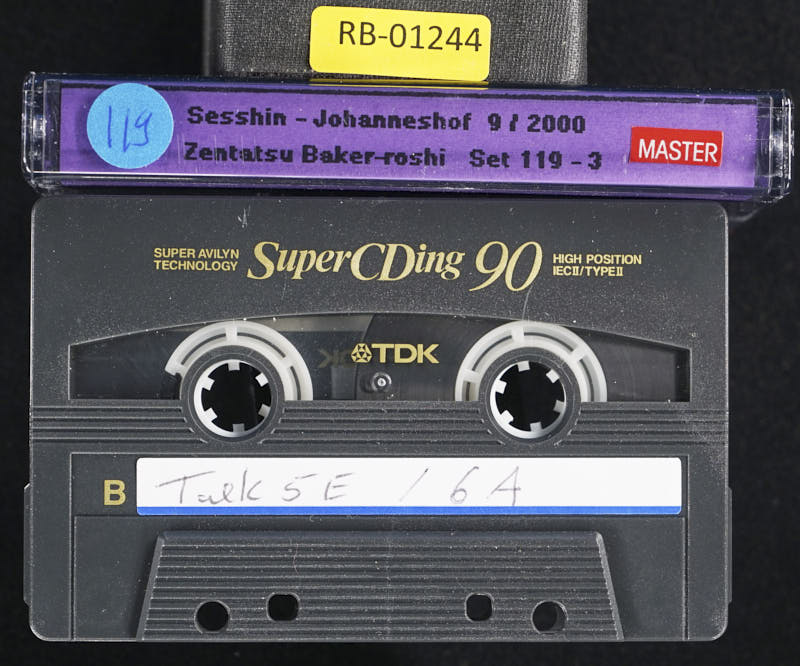 RB-01244
119
Sesshin - Johanneshof 9 / 2000
Zentatsu Baker-roshi Set 119 - 3
MASTER
SUPER AVILYN
TECHNOLOGY
SuperCDing 90
HIGH POSITION
IECII/TYPEII
TDK
B
Talk 5E / 6A